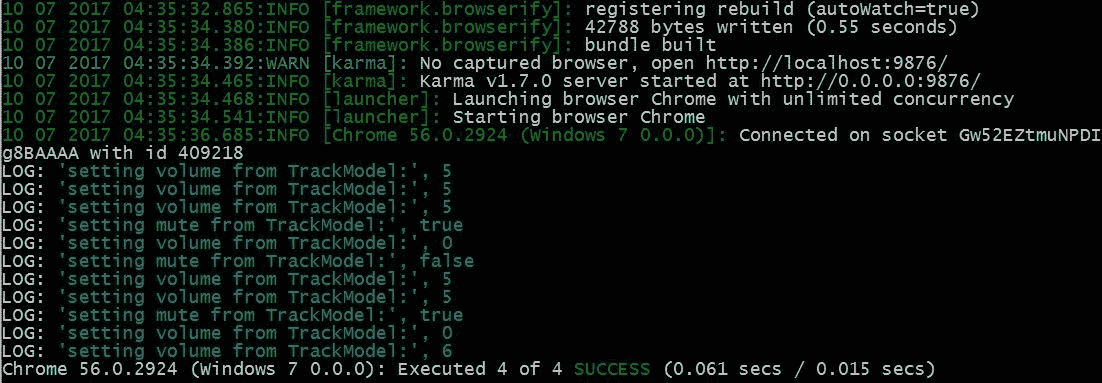 10 07 2017 04:35:32.865:INFO [framework.browserify]: registering rebuild (autoWatch=true)
10 07 2017 04:35:34.380:INFO [framework.browserify]: 42788 bytes written (0.55 seconds)
10 07 2017 04:35:34.386:INFO [framework.browserify]: bundle built
10 07 2017 04:35:34.392:WARN [karma]: No captured browser, open http://localhost:9876/
10 07 2017 04:35:34.465:INFO [karma]: Karma v1.7.0 server started at http://0.0.0.0:9876/
10 07 2017 04:35:34.468:INFO [launcher]: Launching browser Chrome with unlimited concurrency
10 07 2017 04:35:34.541:INFO [launcher]: Starting browser Chrome
10 07 2017 04:35:36.685:INFO [Chrome 56.0.2924 (Windows 7 0.0.0)]: Connected on socket Gw52EZtmuNPDI
g8BAAAA with id 409218
LOG: 'setting volume from TrackModel:', 5
LOG: 'setting volume from TrackModel:', 5
LOG: 'setting volume from TrackModel:', 5
LOG: 'setting mute from TrackModel:', true
LOG: 'setting volume from TrackModel:', 0
LOG: 'setting mute from TrackModel:', false
LOG: 'setting volume from TrackModel:', 5
LOG: 'setting volume from TrackModel:', 5
LOG: 'setting mute from TrackModel:', true
LOG: 'setting volume from TrackModel:', 0
LOG: 'setting volume from TrackModel:', 6
Chrome 56.0.2924 (Windows 7 0.0.0): Executed 4 of 4 SUCCESS (0.061 secs / 0.015 secs)